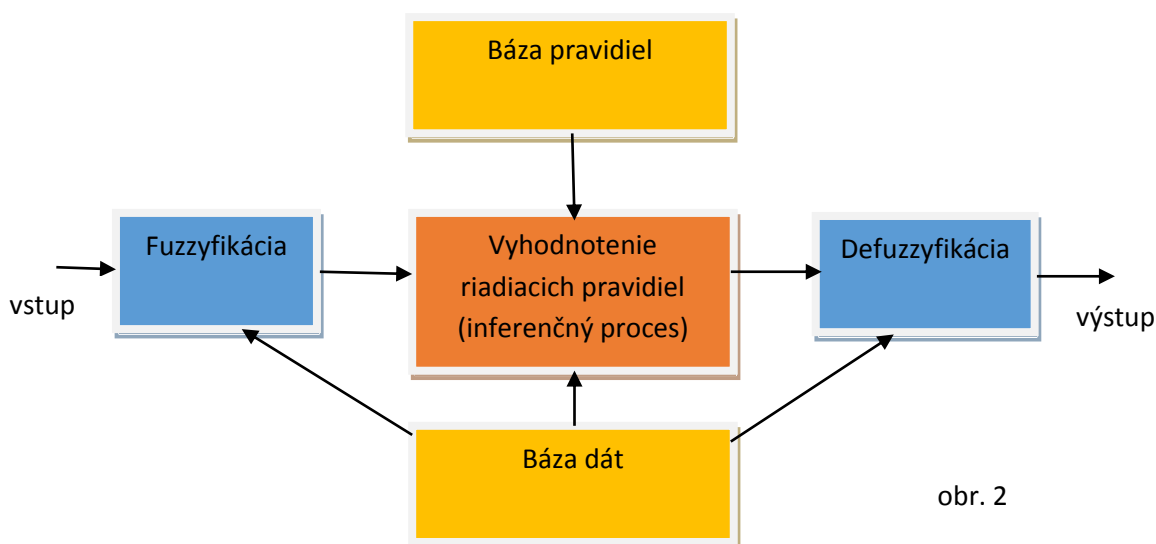 Báza pravidiel
Fuzzyfikácia
Vyhodnotenie
riadiacich pravidiel
(inferenčný proces)
Defuzzyfikácia
vstup
výstup
Báza dát
obr. 2